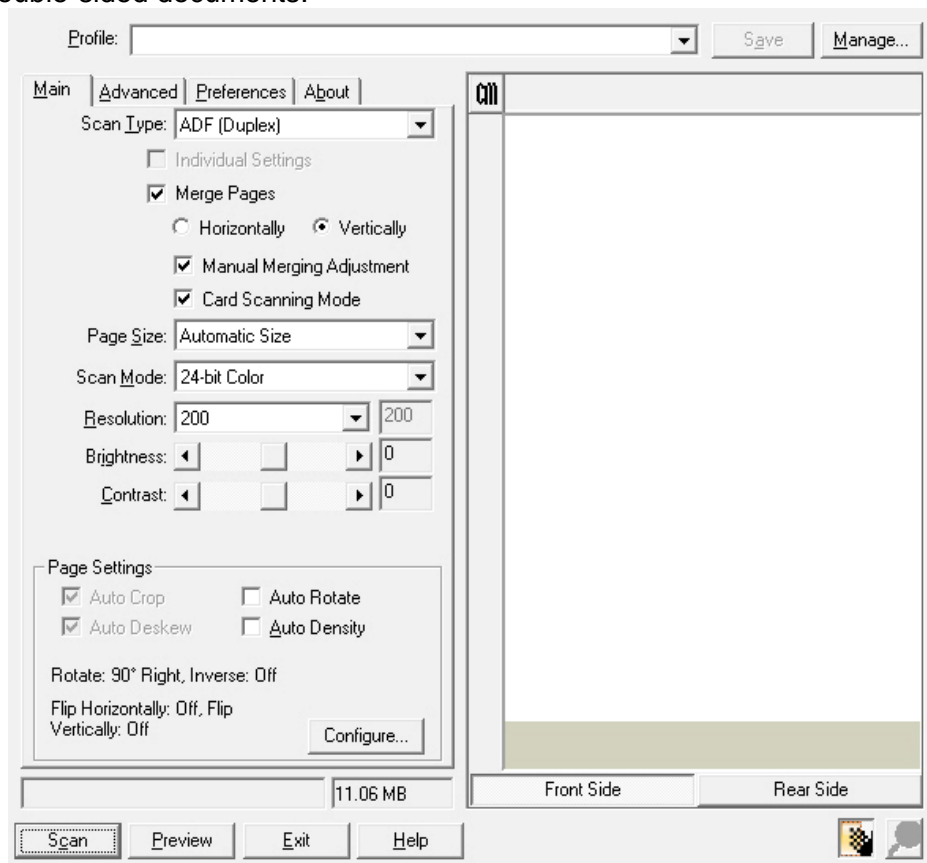 double-sided documents.
Profile: Save Manage...
Main Advanced Preferences About
Scan Type: ADF (Duplex)
Individual Settings
Merge Pages
Horizontally Vertically
Manual Merging Adjustment
Card Scanning Mode
Page Size: Automatic Size
Scan Mode: 24-bit Color
Resolution: 200 200
Brightness: 0
Contrast: 0
Page Settings
Auto Crop Auto Rotate
Auto Deskew Auto Density
Rotate: 90° Right, Inverse: Off
Flip Horizontally: Off, Flip
Vertically: Off
Configure...
11.06 MB
Front Side Rear Side
Scan Preview Exit Help